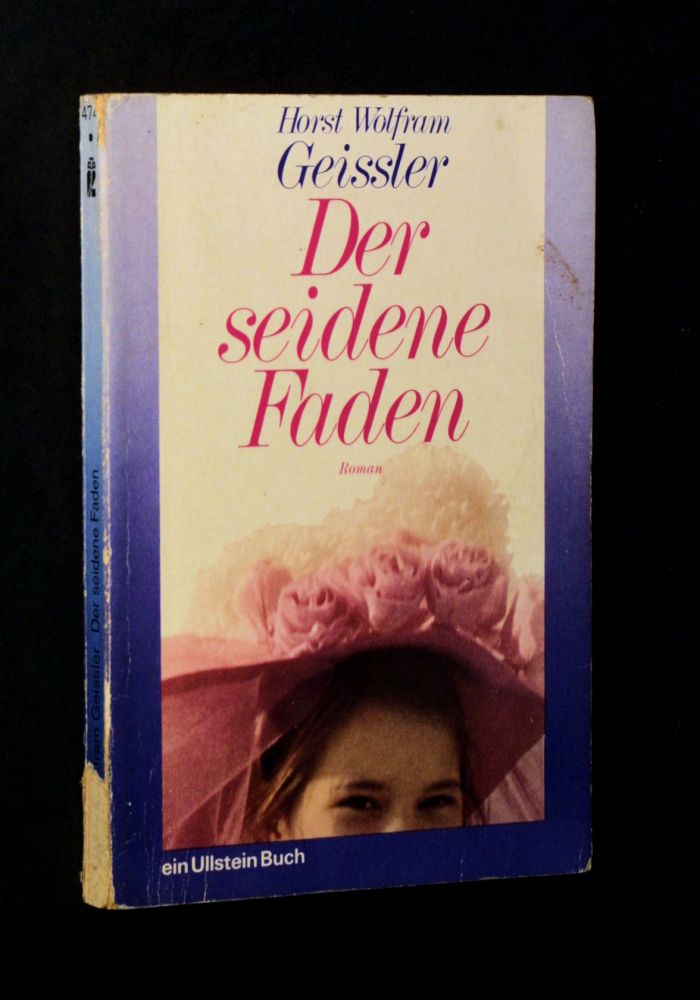 Horst Wolfram
Geissler
Der
seidene
Faden
Roman
ein Ullstein Buch
Geissler Der seidene Faden